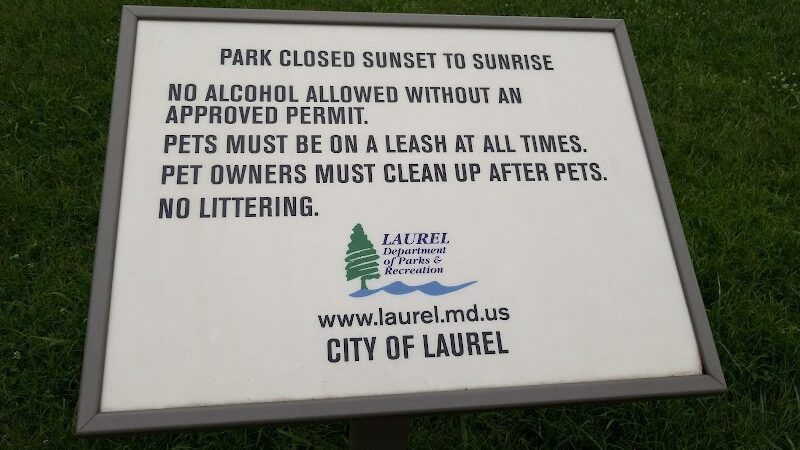 PARK CLOSED SUNSET TO SUNRISE
NO ALCOHOL ALLOWED WITHOUT AN
APPROVED PERMIT.
PETS MUST BE ON A LEASH AT ALL TIMES.
PET OWNERS MUST CLEAN UP AFTER PETS.
NO LITTERING.
LAUREL
Department
of Parks &
Recreation
www.laurel.md.us
CITY OF LAUREL